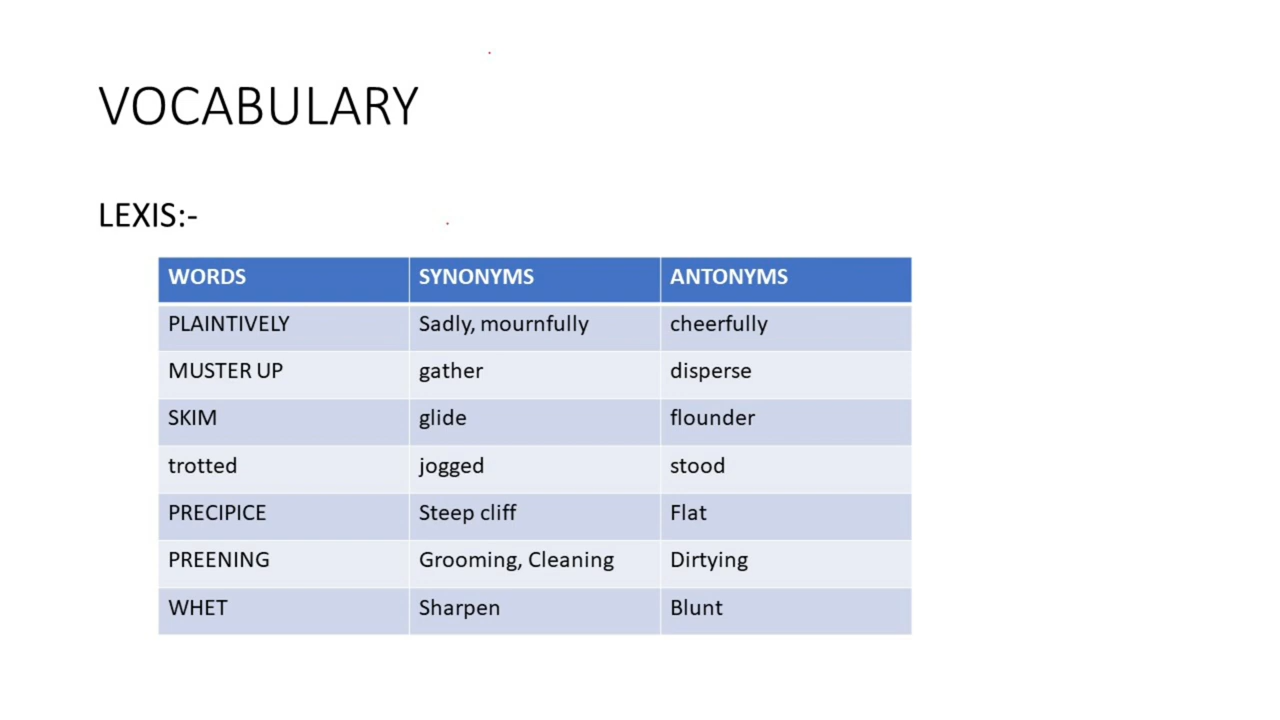 VOCABULARY
LEXIS:-
WORDS SYNONYMS ANTONYMS
PLAINTIVELY Sadly, mournfully cheerfully
MUSTER UP gather disperse
SKIM glide flounder
trotted jogged stood
PRECIPICE Steep cliff Flat
PREENING Grooming, Cleaning Dirtying
WHET Sharpen Blunt